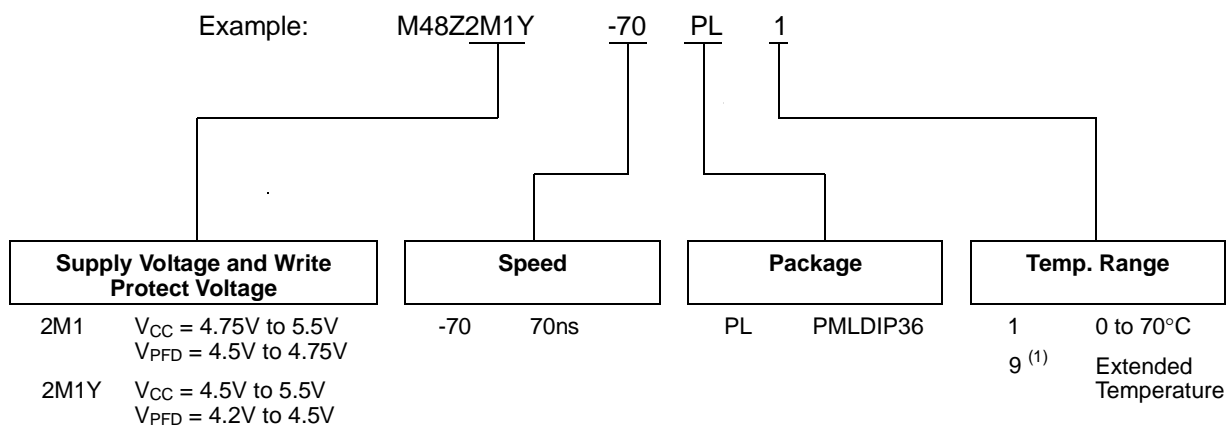 Example: M48Z2M1Y -70 PL 1
Supply Voltage and Write
Protect Voltage
2M1 VCC = 4.75V to 5.5V
VPFD = 4.5V to 4.75V
2M1Y VCC = 4.5V to 5.5V
VPFD = 4.2V to 4.5V
Speed
-70 70ns
Package
PL PMLDIP36
Temp. Range
1 0 to 70°C
9 (1) Extended
Temperature